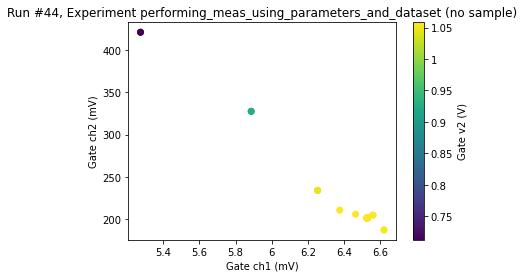 Run #44, Experiment performing_meas_using_parameters_and_dataset (no sample)
Gate ch2 (mV)
400
350
300
250
200
5.4 5.6 5.8 6 6.2 6.4 6.6
Gate ch1 (mV)
1.05
1
0.95
0.9
0.85
0.8
0.75
Gate v2 (V)